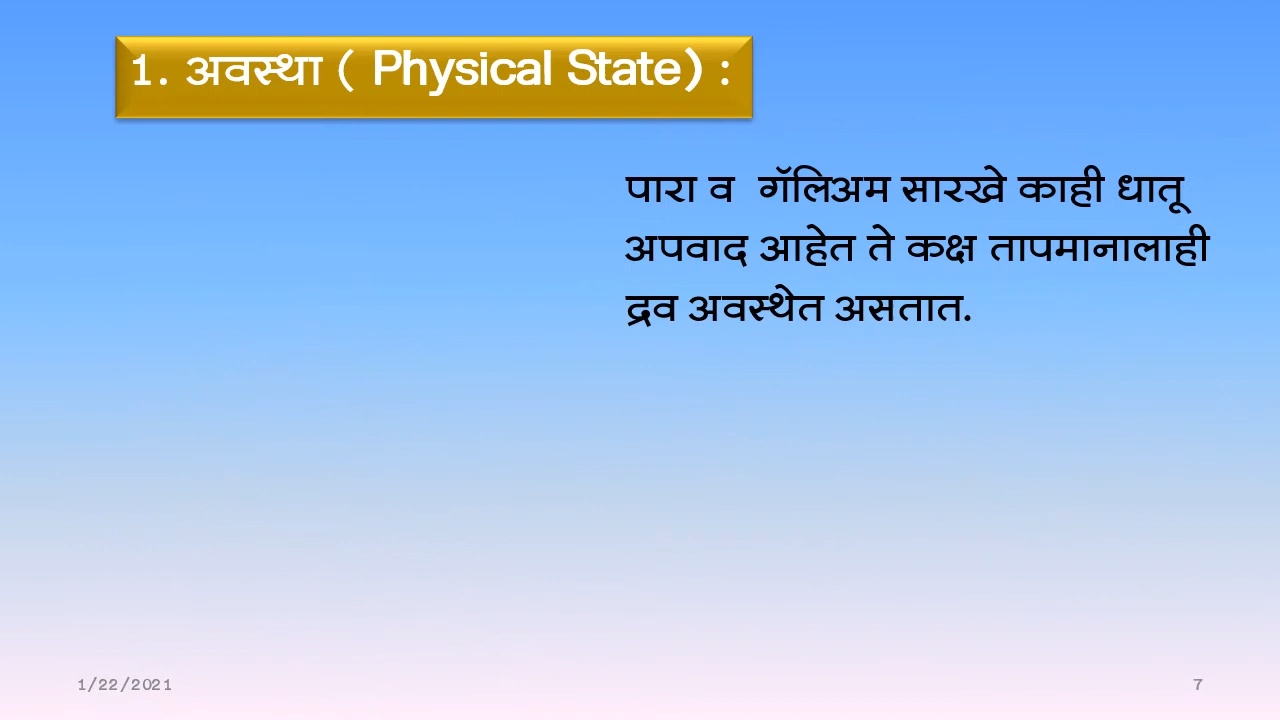 1. अवस्था ( Physical State) :
पारा व  गॅलिअम सारखे काही धातू
अपवाद आहेत ते कक्ष तापमानालाही
द्रव अवस्थेत असतात.
1/22/2021
7